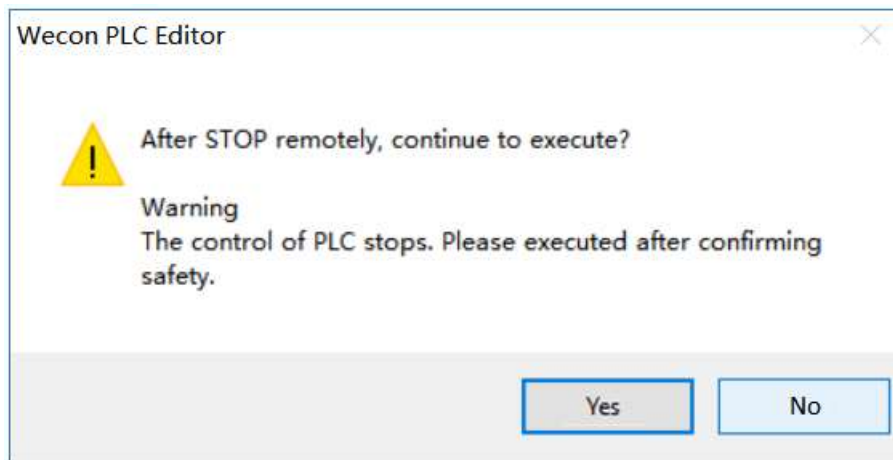 Wecon PLC Editor
After STOP remotely, continue to execute?
Warning
The control of PLC stops. Please executed after confirming
safety.
Yes
No